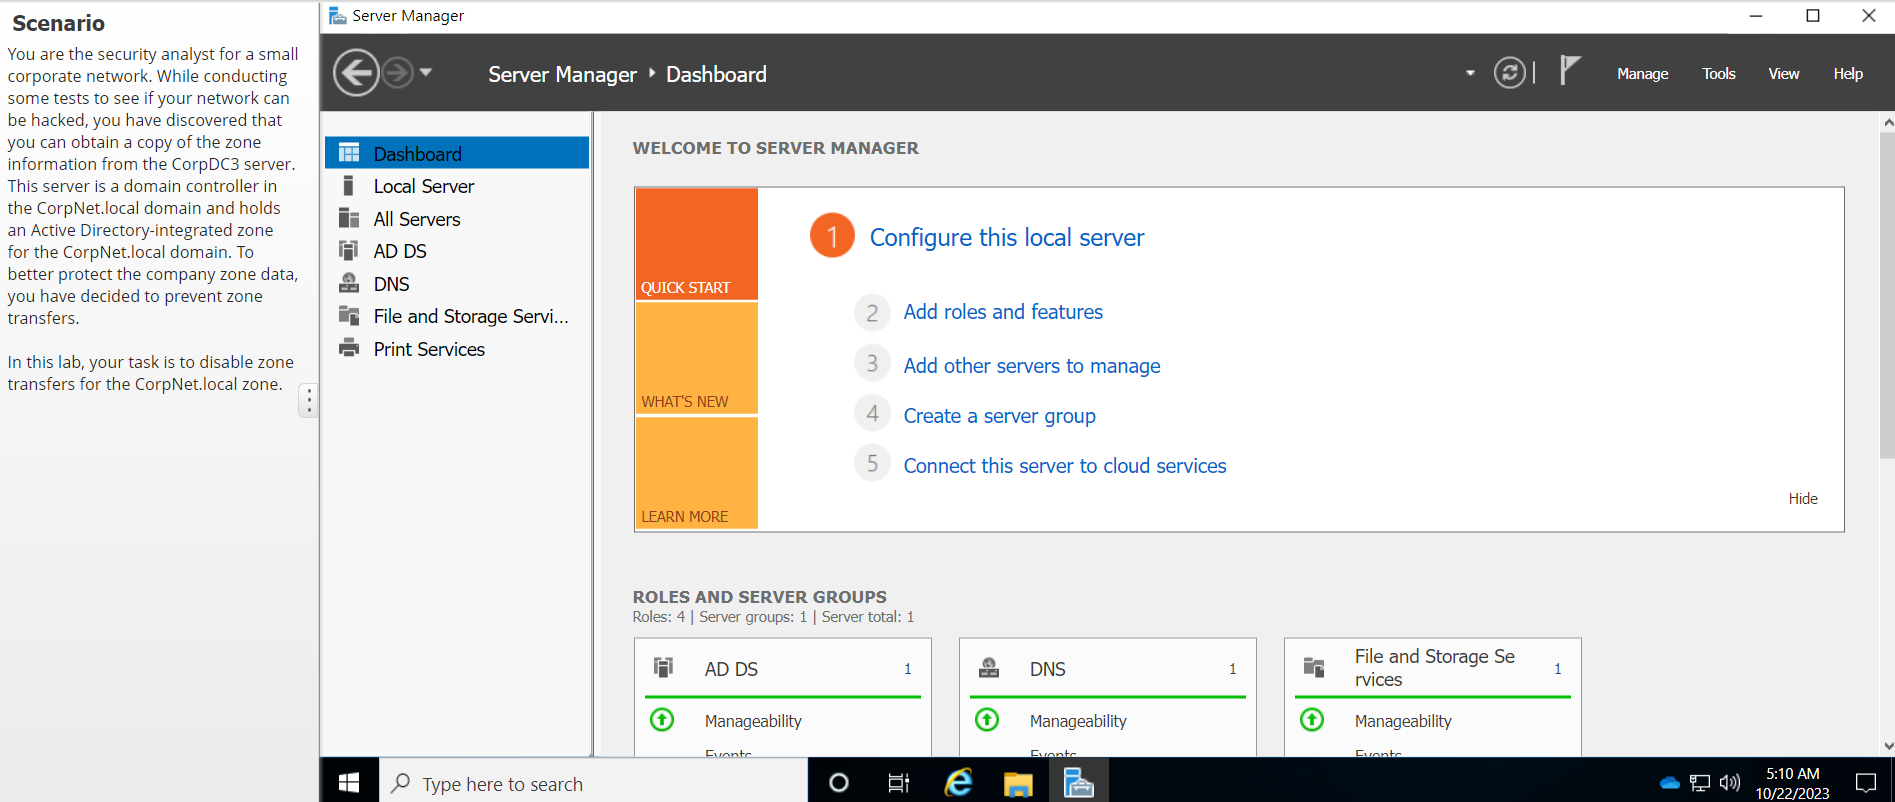 Scenario
You are the security analyst for a small
corporate network. While conducting
some tests to see if your network can
be hacked, you have discovered that
you can obtain a copy of the zone
information from the CorpDC3 server.
This server is a domain controller in
the CorpNet.local domain and holds
an Active Directory-integrated zone
for the CorpNet.local domain. To
better protect the company zone data,
you have decided to prevent zone
transfers.
In this lab, your task is to disable zone
transfers for the CorpNet.local zone.
Server Manager
Server Manager ‣ Dashboard
Manage
Tools
View
Help
Dashboard
Local Server
All Servers
AD DS
DNS
File and Storage Servi...
Print Services
WELCOME TO SERVER MANAGER
QUICK START
WHAT'S NEW
LEARN MORE
1 Configure this local server
2 Add roles and features
3 Add other servers to manage
4 Create a server group
5 Connect this server to cloud services
Hide
ROLES AND SERVER GROUPS
Roles: 4 | Server groups: 1 | Server total: 1
AD DS 1
Manageability
Events
DNS 1
Manageability
Events
File and Storage Se
rvices 1
Manageability
Events
Type here to search
5:10 AM
10/22/2023